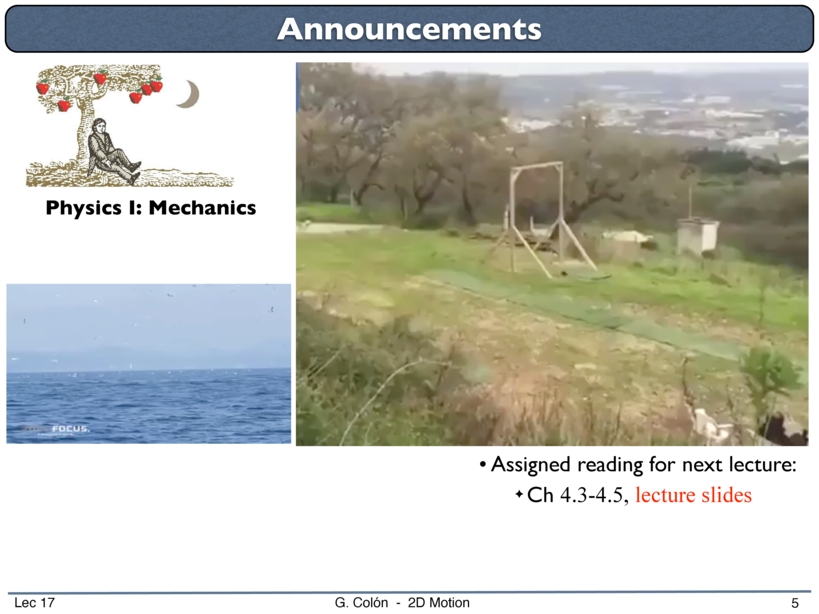 Announcements
Physics I: Mechanics
FOCUS.
• Assigned reading for next lecture:
✦ Ch 4.3-4.5, lecture slides
Lec 17
G. Colón - 2D Motion
5